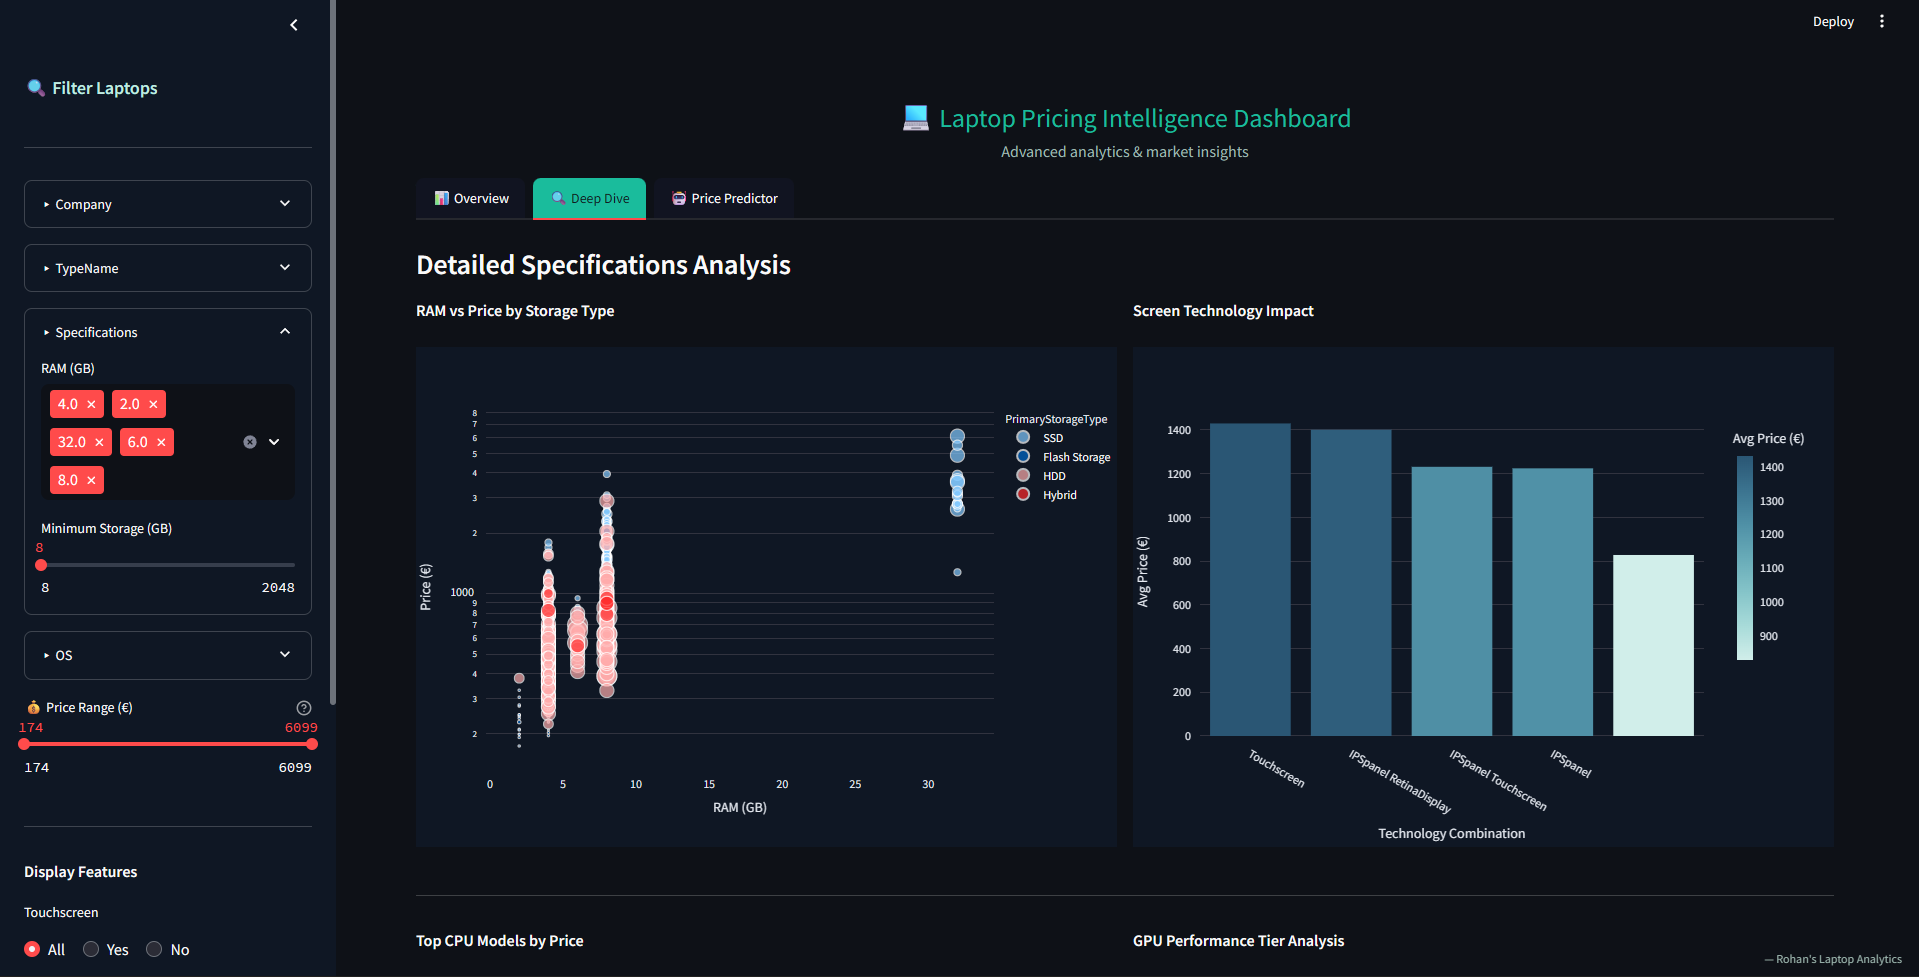 Deploy
Filter Laptops
Company
TypeName
Specifications
RAM (GB)
4.0 × 2.0 ×
32.0 × 6.0 ×
8.0 ×
Minimum Storage (GB)
8
8 2048
OS
Price Range (€)
174 6099
174 6099
Display Features
Touchscreen
All Yes No
Laptop Pricing Intelligence Dashboard
Advanced analytics & market insights
Overview Deep Dive Price Predictor
Detailed Specifications Analysis
RAM vs Price by Storage Type
PrimaryStorageType
SSD
Flash Storage
HDD
Hybrid
8
7
6
5
4
3
2
1000
9
8
7
6
5
4
3
2
Price (€)
0 5 10 15 20 25 30
RAM (GB)
Screen Technology Impact
1400
1200
1000
800
600
400
200
0
Avg Price (€)
Touchscreen
IPSpanel RetinaDisplay
IPSpanel Touchscreen
IPSpanel
Technology Combination
Avg Price (€)
1400
1300
1200
1100
1000
900
Top CPU Models by Price
GPU Performance Tier Analysis
— Rohan's Laptop Analytics